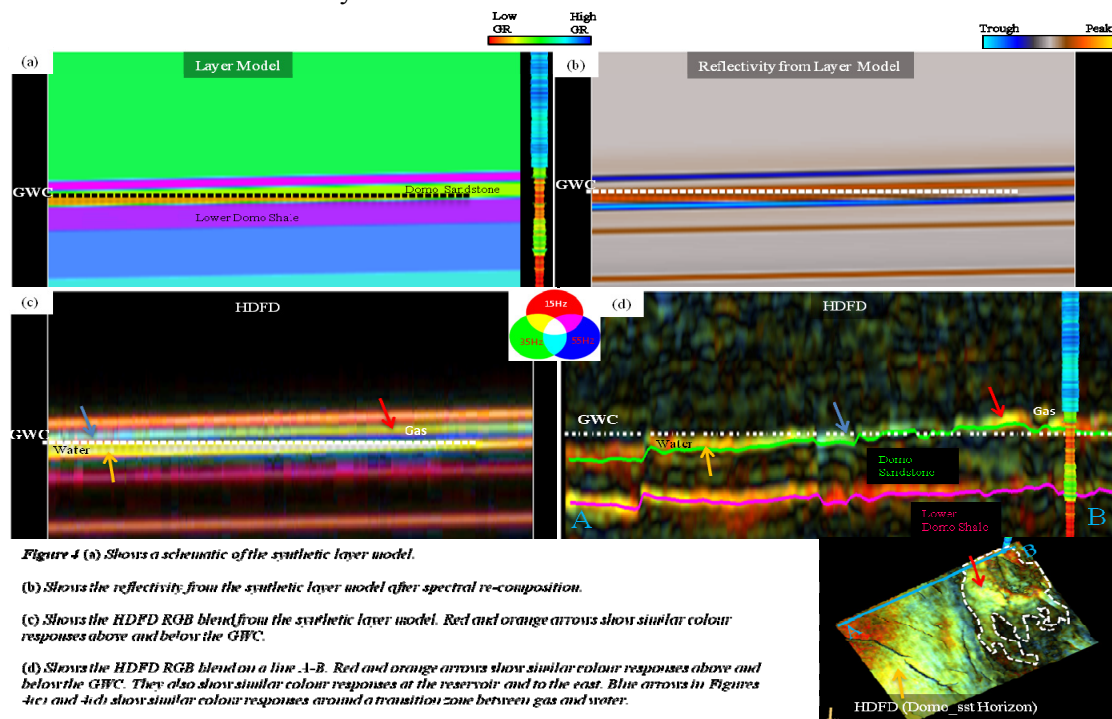 Low GR
High GR
Trough
Peak
(a)
Layer Model
GWC
Domo Sandstone
Lower Domo Shale
(b)
Reflectivity from Layer Model
GWC
(c)
HDFD
GWC
Gas
Water
15Hz
35Hz
55Hz
(d)
HDFD
GWC
Gas
Water
Domo
Sandstone
Lower
Domo Shale
A
B
Figure 4 (a) Shows a schematic of the synthetic layer model.
(b) Shows the reflectivity from the synthetic layer model after spectral re-composition.
(c) Shows the HDFD RGB blend from the synthetic layer model. Red and orange arrows show similar colour
responses above and below the GWC.
(d) Shows the HDFD RGB blend on a line A-B. Red and orange arrows show similar colour responses above and
below the GWC. They also show similar colour responses at the reservoir and to the east. Blue arrows in Figures
4(c) and 4(d) show similar colour responses around a transition zone between gas and water.
A
B
HDFD (Domo_sst Horizon)